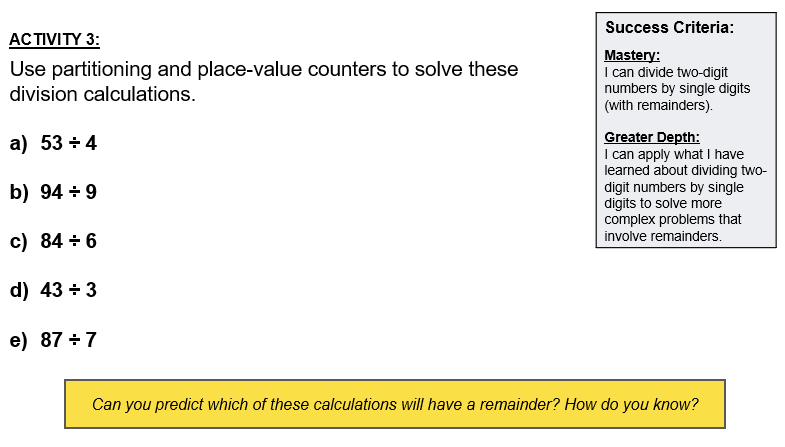 ACTIVITY 3:
Use partitioning and place-value counters to solve these
division calculations.
a) 53 ÷ 4
b) 94 ÷ 9
c) 84 ÷ 6
d) 43 ÷ 3
e) 87 ÷ 7
Can you predict which of these calculations will have a remainder? How do you know?
Success Criteria:
Mastery:
I can divide two-digit
numbers by single digits
(with remainders).
Greater Depth:
I can apply what I have
learned about dividing two-
digit numbers by single
digits to solve more
complex problems that
involve remainders.